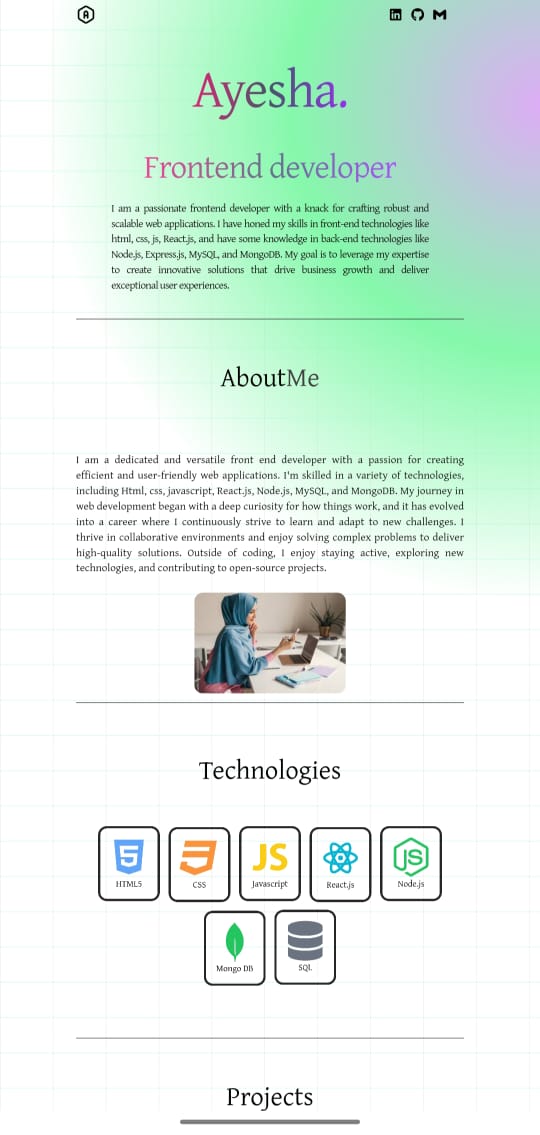 Ayesha.
Frontend developer
I am a passionate frontend developer with a knack for crafting robust and
scalable web applications. I have honed my skills in front-end technologies like
html, css, js, React.js, and have some knowledge in back-end technologies like
Node.js, Express.js, MySQL, and MongoDB. My goal is to leverage my expertise
to create innovative solutions that drive business growth and deliver
exceptional user experiences.
AboutMe
I am a dedicated and versatile front end developer with a passion for creating
efficient and user-friendly web applications. I'm skilled in a variety of technologies,
including Html, css, javascript, React.js, Node.js, MySQL, and MongoDB. My journey in
web development began with a deep curiosity for how things work, and it has evolved
into a career where I continuously strive to learn and adapt to new challenges. I
thrive in collaborative environments and enjoy solving complex problems to deliver
high-quality solutions. Outside of coding, I enjoy staying active, exploring new
technologies, and contributing to open-source projects.
Technologies
5 3 JS JS
HTML5 CSS Javascript React.js Node.js
Mongo DB SQL
Projects